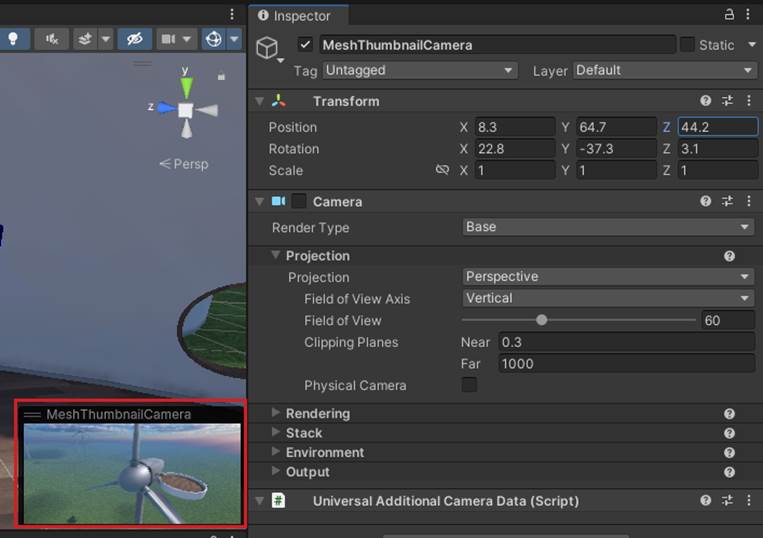 Inspector
MeshThumbnailCamera Static
Tag Untagged Layer Default
y
z
Persp
Transform
Position X 8.3 Y 64.7 Z 44.2
Rotation X 22.8 Y -37.3 Z 3.1
Scale X 1 Y 1 Z 1
Camera
Render Type Base
Projection
Projection Perspective
Field of View Axis Vertical
Field of View 60
Clipping Planes Near 0.3
Far 1000
Physical Camera
MeshThumbnailCamera
Rendering
Stack
Environment
Output
# Universal Additional Camera Data (Script)